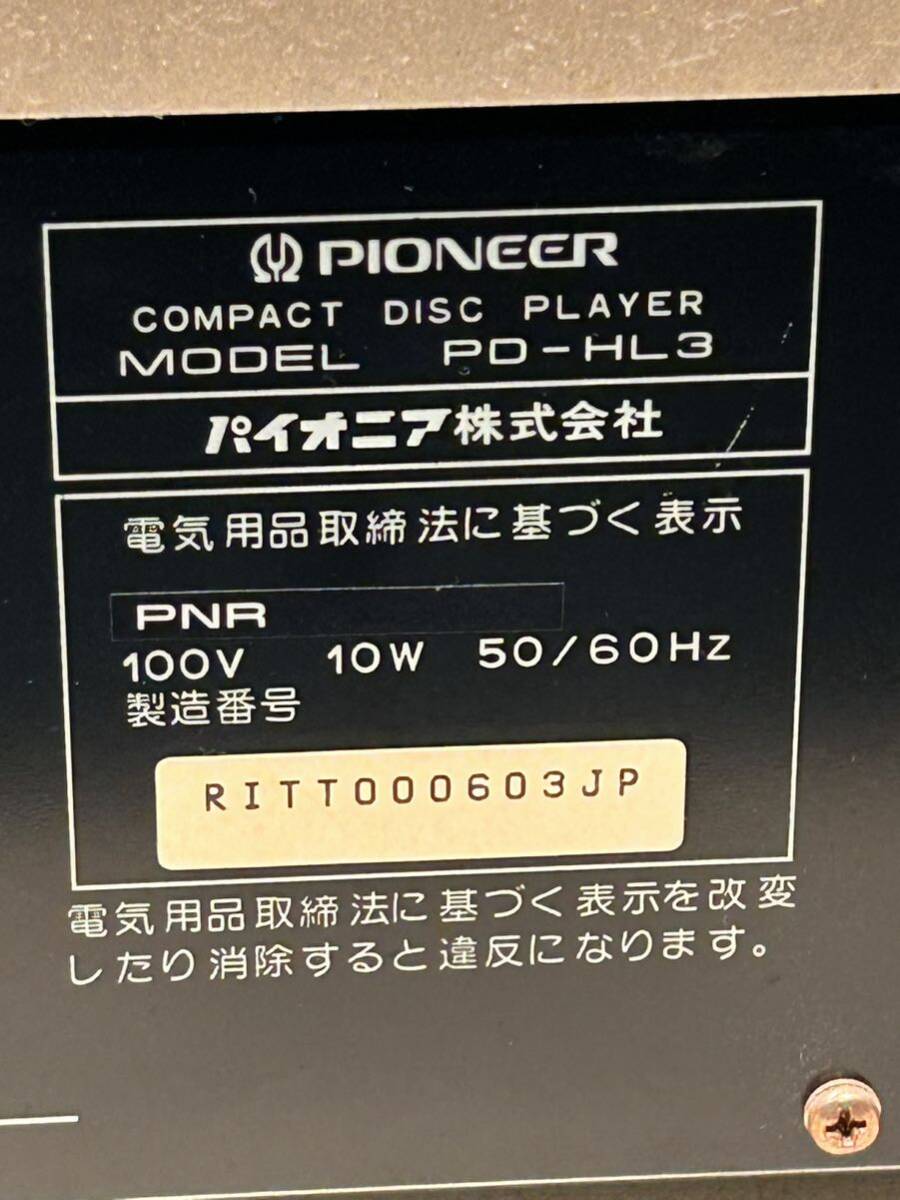 PIONEER
COMPACT DISC PLAYER
MODEL PD-HL3
パイオニア株式会社
電気用品取締法に基づく表示
PNR
100V 10W 50/60Hz
製造番号
RITT000603JP
電気用品取締法に基づく表示を改変
したり消除すると違反になります。